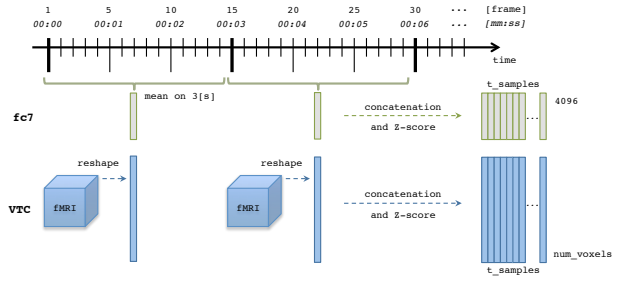 1 5 10 15 20 25 30 ... [frame]
00:00 00:01 00:02 00:03 00:04 00:05 00:06 ... [mm:ss]
time
mean on 3[s]
t_samples
fc7
concatenation
and Z-score
...
4096
reshape
reshape
VTC
fMRI
fMRI
concatenation
and Z-score
...
num_voxels
t_samples